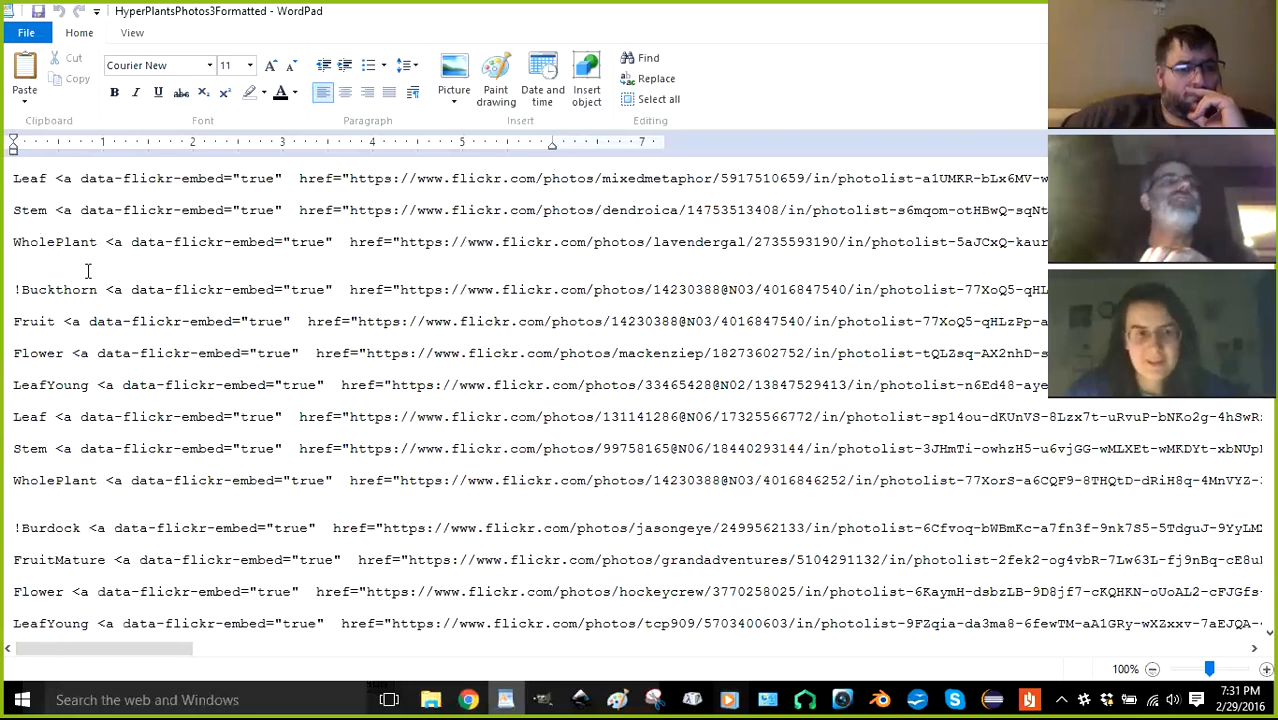 HyperPlantsPhotos3Formatted - WordPad
File Home View
Cut
Copy
Paste
Clipboard
Courier New 11
Font
Paragraph
Picture
Paint drawing
Date and time
Insert object
Insert
Find
Replace
Select all
Editing
1 2 3 4 5 7
Leaf <a data-flickr-embed="true"  href="https://www.flickr.com/photos/mixedmetaphor/5917510659/in/photolist-a1UMKR-bLx6MV-w
Stem <a data-flickr-embed="true"  href="https://www.flickr.com/photos/dendroica/14753513408/in/photolist-s6mqom-otHBwQ-sqNt
WholePlant <a data-flickr-embed="true"  href="https://www.flickr.com/photos/lavendergal/2735593190/in/photolist-5aJCxQ-kaur
!Buckthorn <a data-flickr-embed="true"  href="https://www.flickr.com/photos/14230388@N03/4016847540/in/photolist-77XoQ5-qHL
Fruit <a data-flickr-embed="true"  href="https://www.flickr.com/photos/14230388@N03/4016847540/in/photolist-77XoQ5-qHLzPp-a
Flower <a data-flickr-embed="true"  href="https://www.flickr.com/photos/mackenziep/18273602752/in/photolist-tQLZsq-AX2nhD-s
LeafYoung <a data-flickr-embed="true"  href="https://www.flickr.com/photos/33465428@N02/13847529413/in/photolist-n6Ed48-aye
Leaf <a data-flickr-embed="true"  href="https://www.flickr.com/photos/131141286@N06/17325566772/in/photolist-sp14ou-dKUnVS-8Lzx7t-uRvuP-bNKo2g-4hSwRz
Stem <a data-flickr-embed="true"  href="https://www.flickr.com/photos/99758165@N06/18440293144/in/photolist-3JHmTi-owhzH5-u6vjGG-wMLXEt-wMKDYt-xbNUpD
WholePlant <a data-flickr-embed="true"  href="https://www.flickr.com/photos/14230388@N03/4016846252/in/photolist-77XorS-a6CQF9-8THQtD-dRiH8q-4MnVYZ-
!Burdock <a data-flickr-embed="true"  href="https://www.flickr.com/photos/jasongeye/2499562133/in/photolist-6Cfvoq-bWBmKc-a7fn3f-9nk7S5-5TdquJ-9YyLM
FruitMature <a data-flickr-embed="true"  href="https://www.flickr.com/photos/grandadventures/5104291132/in/photolist-2fek2-og4vbR-7Lw63L-fj9nBq-cE8u
Flower <a data-flickr-embed="true"  href="https://www.flickr.com/photos/hockeycrew/3770258025/in/photolist-6KaymH-dsbzLB-9D8jf7-cKQHKN-oUoAL2-cFJGfs-
LeafYoung <a data-flickr-embed="true"  href="https://www.flickr.com/photos/tcp909/5703400603/in/photolist-9FZqia-da3ma8-6fewTM-aA1GRy-wXZxxv-7aEJQA-
100%
Search the web and Windows
7:31 PM
2/29/2016